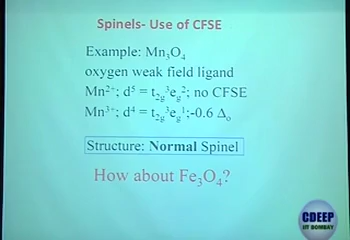 Spinels- Use of CFSE
Example: Mn₃O₄
oxygen weak field ligand
Mn²⁺; d⁵ = t₂g³eg²; no CFSE
Mn³⁺; d⁴ = t₂g³eg¹;-0.6 Δₒ
Structure: Normal Spinel
How about Fe₃O₄?
CDEEP
IIT BOMBAY